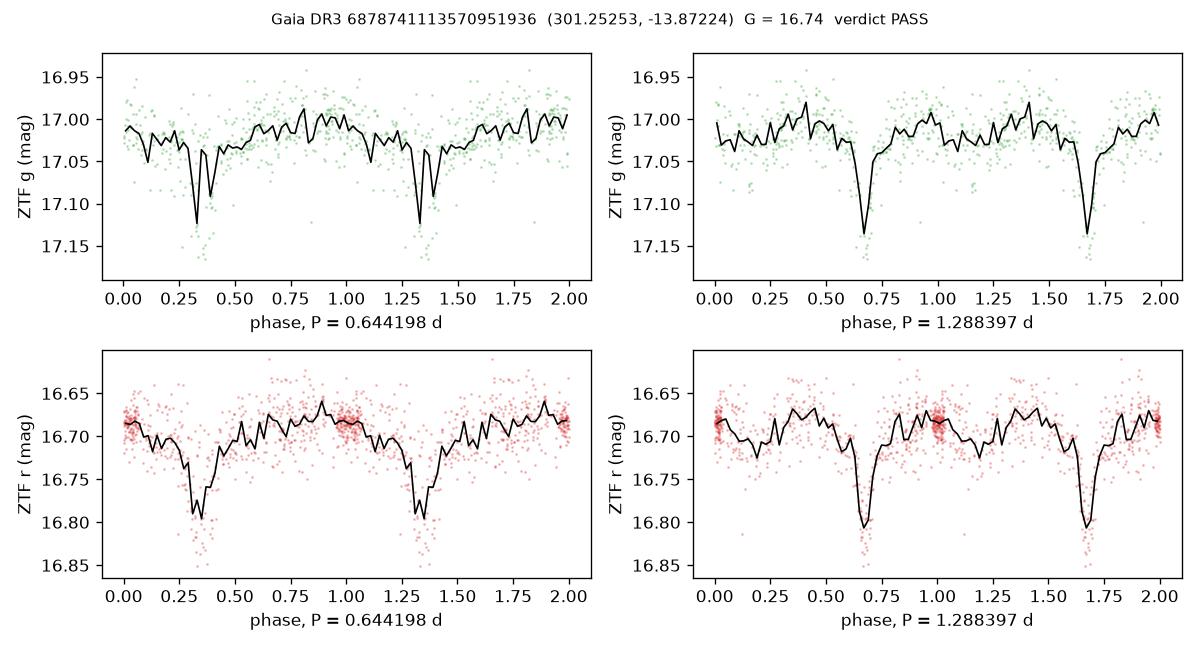 Gaia DR3 6878741113570951936  (301.25253, -13.87224)  G = 16.74  verdict PASS
ZTF g (mag)
16.95
17.00
17.05
17.10
17.15
0.00 0.25 0.50 0.75 1.00 1.25 1.50 1.75 2.00
phase, P = 0.644198 d
ZTF g (mag)
16.95
17.00
17.05
17.10
17.15
0.00 0.25 0.50 0.75 1.00 1.25 1.50 1.75 2.00
phase, P = 1.288397 d
ZTF r (mag)
16.65
16.70
16.75
16.80
16.85
0.00 0.25 0.50 0.75 1.00 1.25 1.50 1.75 2.00
phase, P = 0.644198 d
ZTF r (mag)
16.65
16.70
16.75
16.80
16.85
0.00 0.25 0.50 0.75 1.00 1.25 1.50 1.75 2.00
phase, P = 1.288397 d